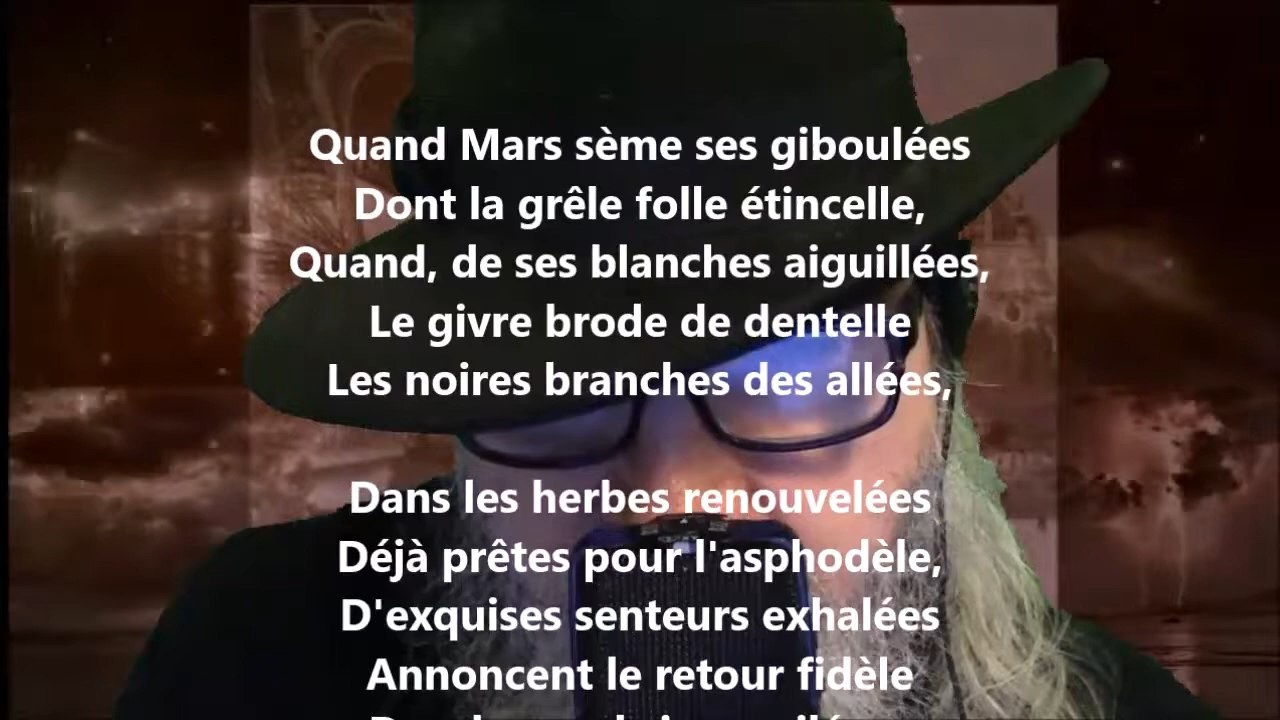 Quand Mars sème ses giboulées
Dont la grêle folle étincelle,
Quand, de ses blanches aiguillées,
Le givre brode de dentelle
Les noires branches des allées,
Dans les herbes renouvelées
Déjà prêtes pour l'asphodèle,
D'exquises senteurs exhalées
Annoncent le retour fidèle